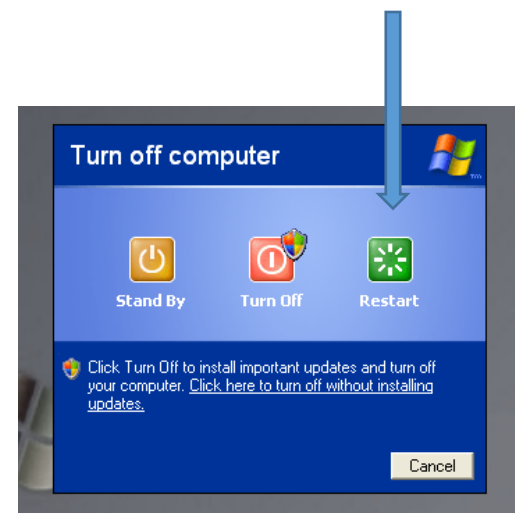 Turn off computer
Stand By Turn Off Restart
Click Turn Off to install important updates and turn off
your computer. Click here to turn off without installing
updates.
Cancel